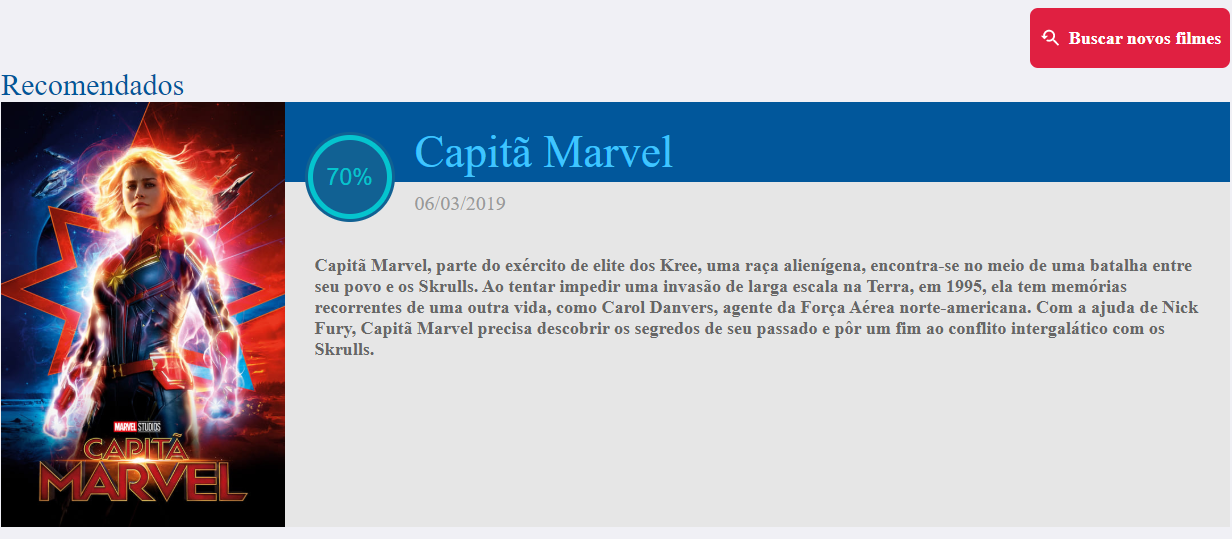 Buscar novos filmes
Recomendados
Capitã Marvel
70%
06/03/2019
Capitã Marvel, parte do exército de elite dos Kree, uma raça alienígena, encontra-se no meio de uma batalha entre
seu povo e os Skrulls. Ao tentar impedir uma invasão de larga escala na Terra, em 1995, ela tem memórias
recorrentes de uma outra vida, como Carol Danvers, agente da Força Aérea norte-americana. Com a ajuda de Nick
Fury, Capitã Marvel precisa descobrir os segredos de seu passado e pôr um fim ao conflito intergalático com os
Skrulls.
MARVEL STUDIOS
CAPITÃ
MARVEL